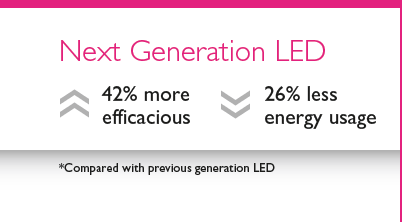 Next Generation LED
42% more
efficacious
26% less
energy usage
*Compared with previous generation LED